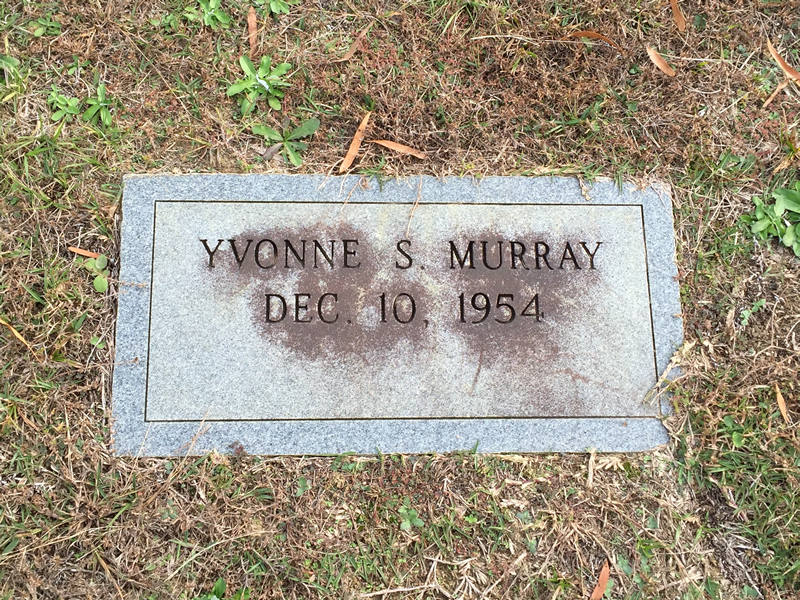 YVONNE S. MURRAY
DEC. 10, 1954